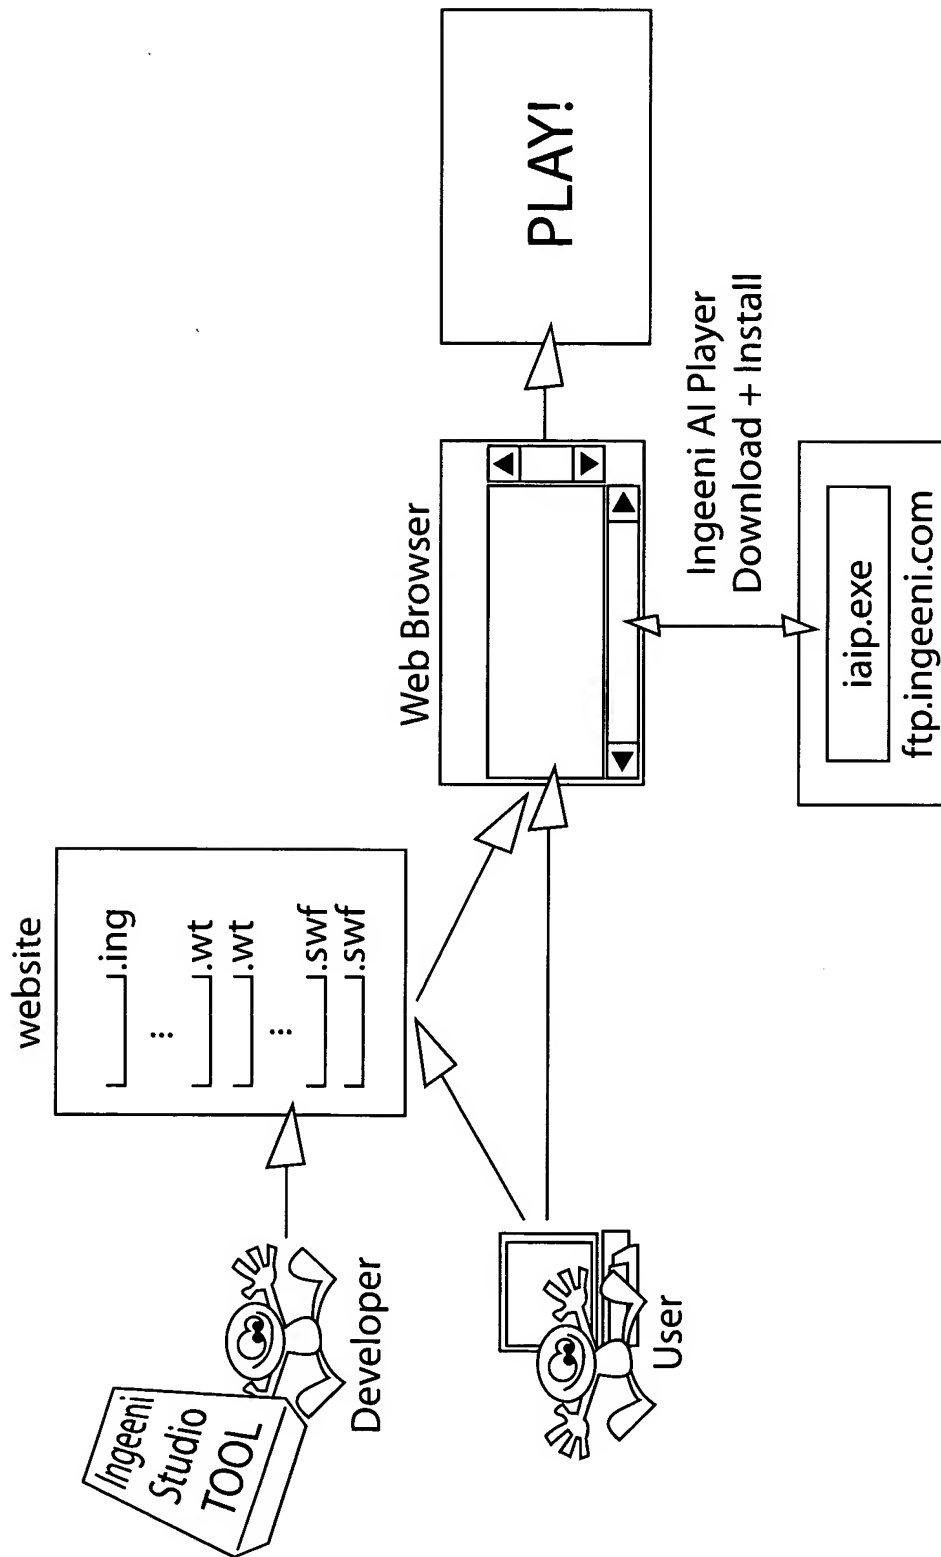 Ingeeni
Studio
TOOL
Developer
website
.ing
...
.wt
.wt
...
.swf
.swf
User
Web Browser
PLAY!
Ingeeni AI Player
Download + Install
iaip.exe
ftp.ingeeni.com